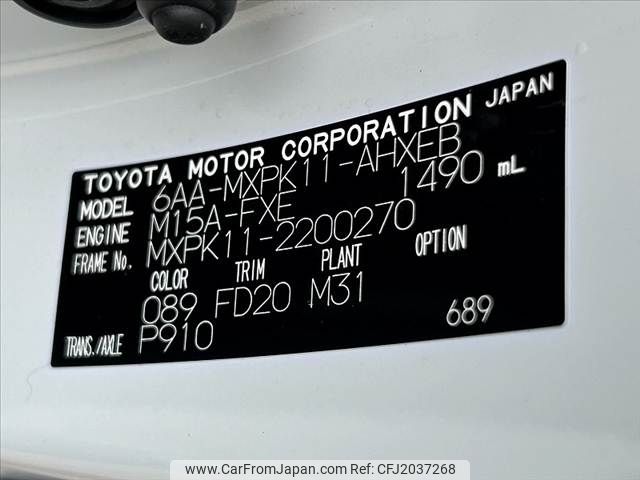 TOYOTA MOTOR CORPORATION JAPAN
MODEL 6AA-MXPK11-AHXEB
ENGINE M15A-FXE 1490 mL
FRAME No. MXPK11-2200270
COLOR TRIM PLANT OPTION
089 FD20 M31
TRANS./AXLE P910 689
www.CarFromJapan.com | CFJ2037268